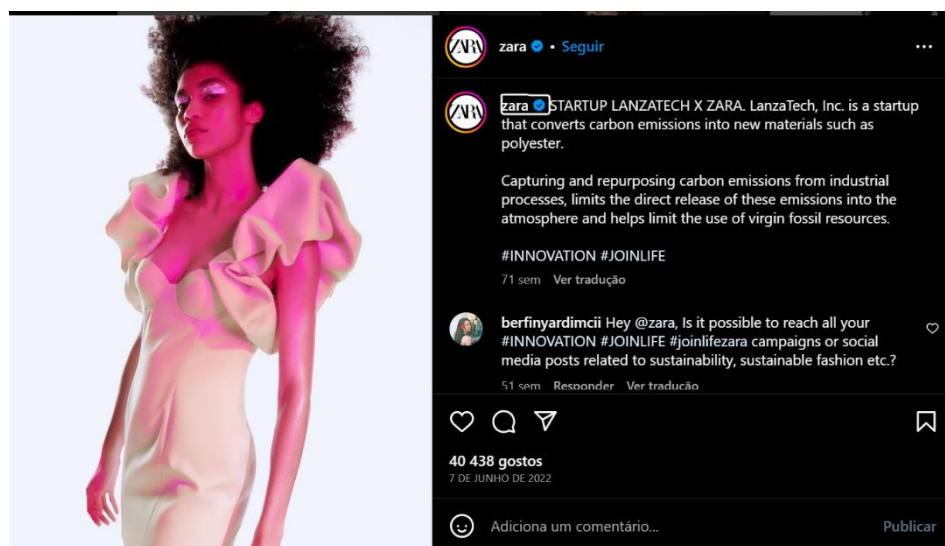 ZARA
zara • Seguir
ZARA
zara STARTUP LANZATECH X ZARA. LanzaTech, Inc. is a startup
that converts carbon emissions into new materials such as
polyester.
Capturing and repurposing carbon emissions from industrial
processes, limits the direct release of these emissions into the
atmosphere and helps limit the use of virgin fossil resources.
#INNOVATION #JOINLIFE
71 sem Ver tradução
berfinyardimcii Hey @zara, Is it possible to reach all your
#INNOVATION #JOINLIFE #joinlifezara campaigns or social
media posts related to sustainability, sustainable fashion etc.?
51 sem Responder Ver tradução
40 438 gostos
7 DE JUNHO DE 2022
Adiciona um comentário...
Publicar